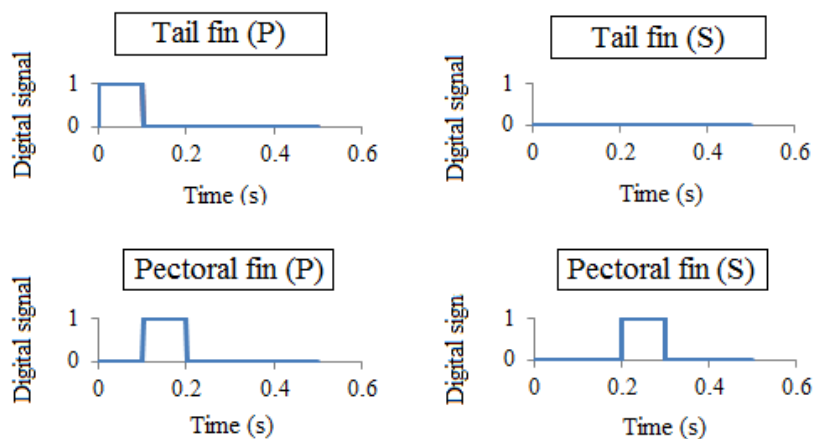 Tail fin (P)
Digital signal
1
0
0 0.2 0.4 0.6
Time (s)
Tail fin (S)
Digital signal
1
0
0 0.2 0.4 0.6
Time (s)
Pectoral fin (P)
Digital signal
1
0
0 0.2 0.4 0.6
Time (s)
Pectoral fin (S)
Digital sign
1
0
0 0.2 0.4 0.6
Time (s)